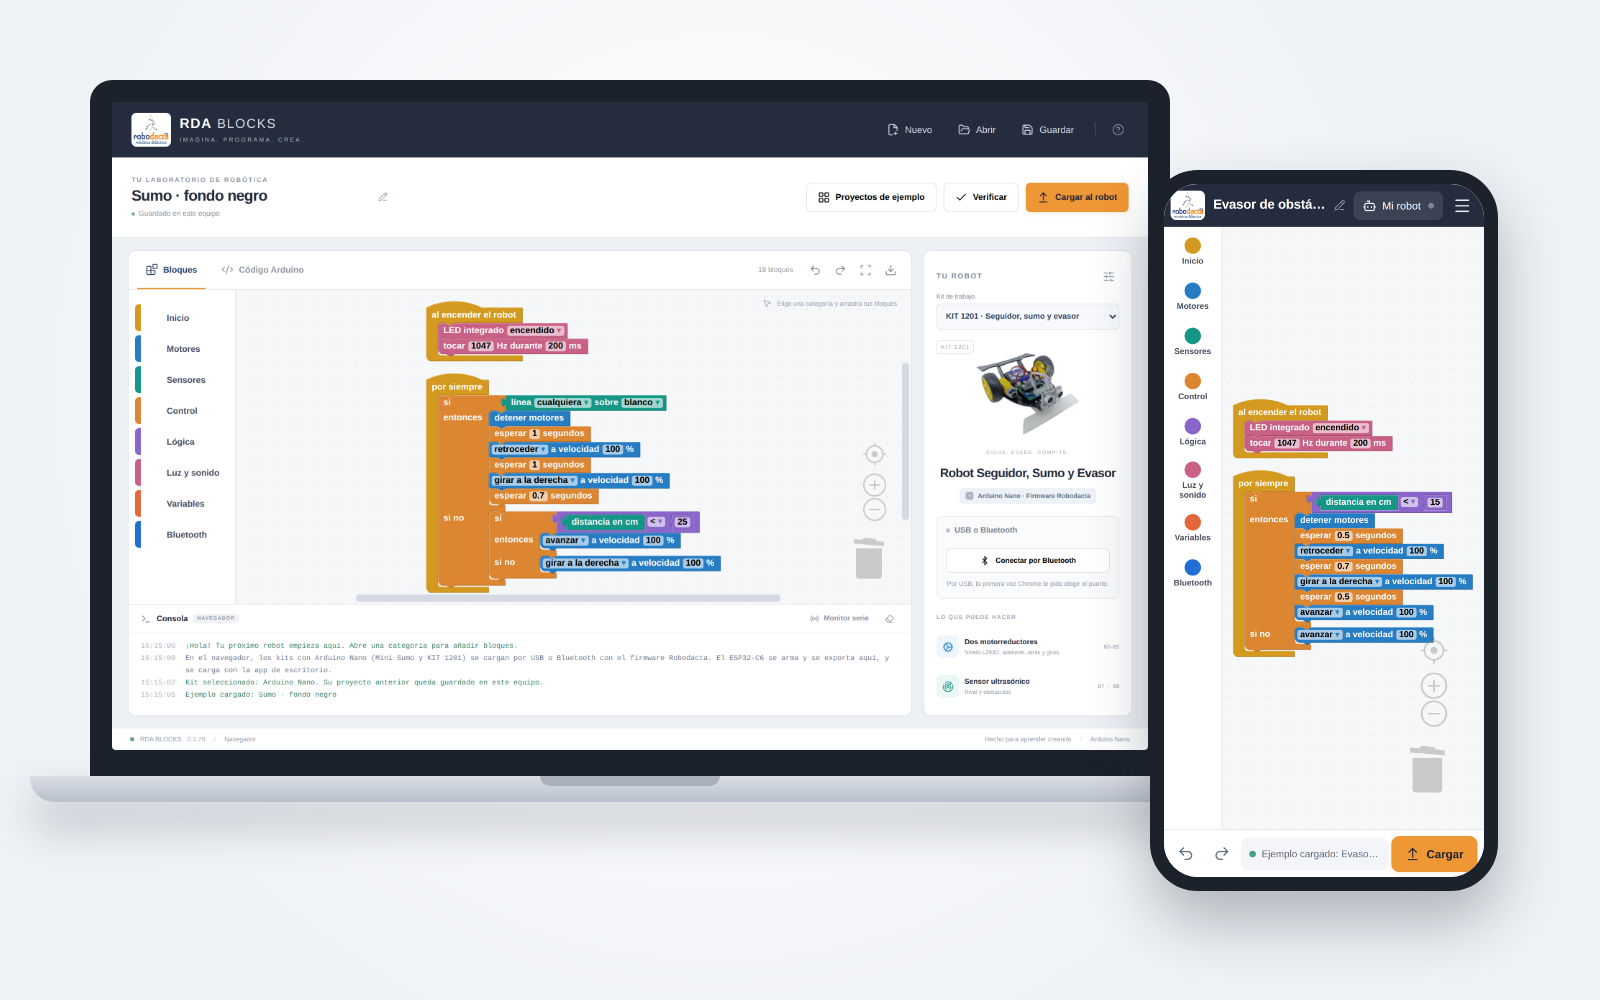 robodacta
RDA BLOCKS
IMAGINA. PROGRAMA. CREA.
Nuevo
Abrir
Guardar
TU LABORATORIO DE ROBÓTICA
Sumo · fondo negro
Guardado en este equipo
Proyectos de ejemplo
Verificar
Cargar al robot
Bloques
Código Arduino
18 bloques
Elige una categoría y arrastra tus bloques
Inicio
Motores
Sensores
Control
Lógica
Luz y sonido
Variables
Bluetooth
al encender el robot
LED integrado encendido
tocar 1047 Hz durante 200 ms
por siempre
si línea cualquiera sobre blanco
entonces detener motores
esperar 1 segundos
retroceder a velocidad 100 %
esperar 1 segundos
girar a la derecha a velocidad 100 %
esperar 0.7 segundos
si no si distancia en cm < 25
entonces avanzar a velocidad 100 %
si no girar a la derecha a velocidad 100 %
Consola NAVEGADOR
Monitor serie
15:15:00 ¡Hola! Tu próximo robot empieza aquí. Abre una categoría para añadir bloques.
15:15:00 En el navegador, los kits con Arduino Nano (Mini Sumo y KIT 1201) se cargan por USB o Bluetooth con el firmware Robodacta. El ESP32-C6 se arma y se exporta aquí, y
se carga con la app de escritorio.
15:15:02 Kit seleccionado: Arduino Nano. Su proyecto anterior queda guardado en este equipo.
15:15:05 Ejemplo cargado: Sumo · fondo negro
TU ROBOT
Kit de trabajo
KIT 1201 · Seguidor, sumo y evasor
KIT 1201
SIGUE. EVADE. COMPITE.
Robot Seguidor, Sumo y Evasor
Arduino Nano · Firmware Robodacta
USB o Bluetooth
Conectar por Bluetooth
Por USB, la primera vez Chrome te pide elegir el puerto.
LO QUE PUEDE HACER
Dos motorreductores
Shield L293D: adelante, atrás y giros
Sensor ultrasónico
Rival y obstáculos
07 · 08
RDA BLOCKS 0.3.29 / Navegador
Hecho para aprender creando / Arduino Nano
robodacta
Evasor de obstá…
Mi robot
Inicio
Motores
Sensores
Control
Lógica
Luz y
sonido
Variables
Bluetooth
al encender el robot
LED integrado encendido
tocar 1047 Hz durante 200 ms
por siempre
si distancia en cm < 15
entonces detener motores
esperar 0.5 segundos
retroceder a velocidad 100 %
esperar 0.7 segundos
girar a la derecha a velocidad 100 %
esperar 0.5 segundos
avanzar a velocidad 100 %
si no avanzar a velocidad 100 %
Ejemplo cargado: Evaso…
Cargar